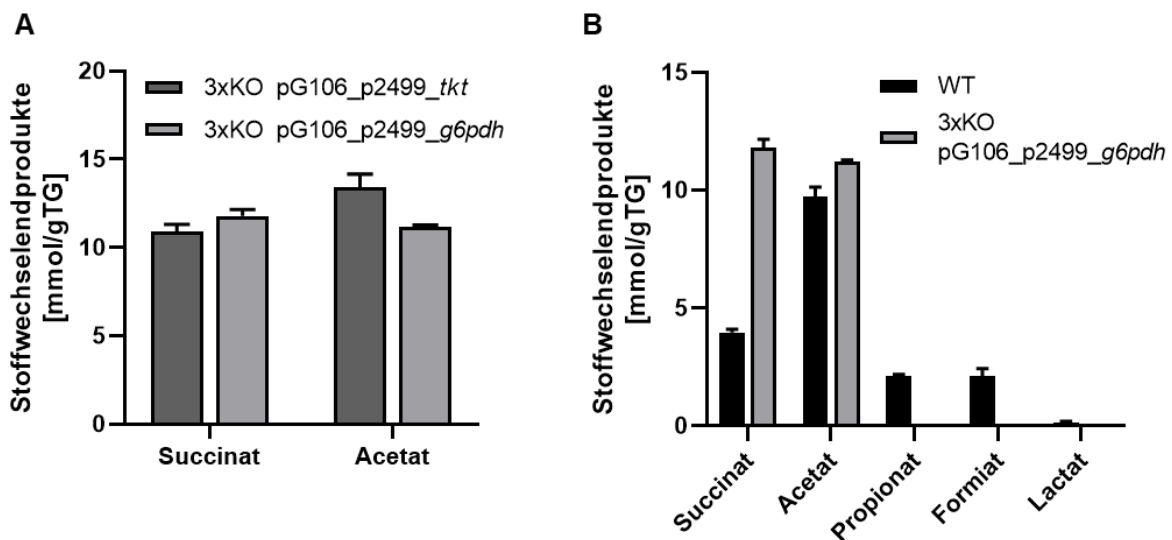 A
Stoffwechselendprodukte
[mmol/gTG]
20
15
10
5
0
3xKO pG106_p2499_tkt
3xKO pG106_p2499_g6pdh
Succinat
Acetat
B
Stoffwechselendprodukte
[mmol/gTG]
15
10
5
0
WT
3xKO
pG106_p2499_g6pdh
Succinat
Acetat
Propionat
Formiat
Lactat